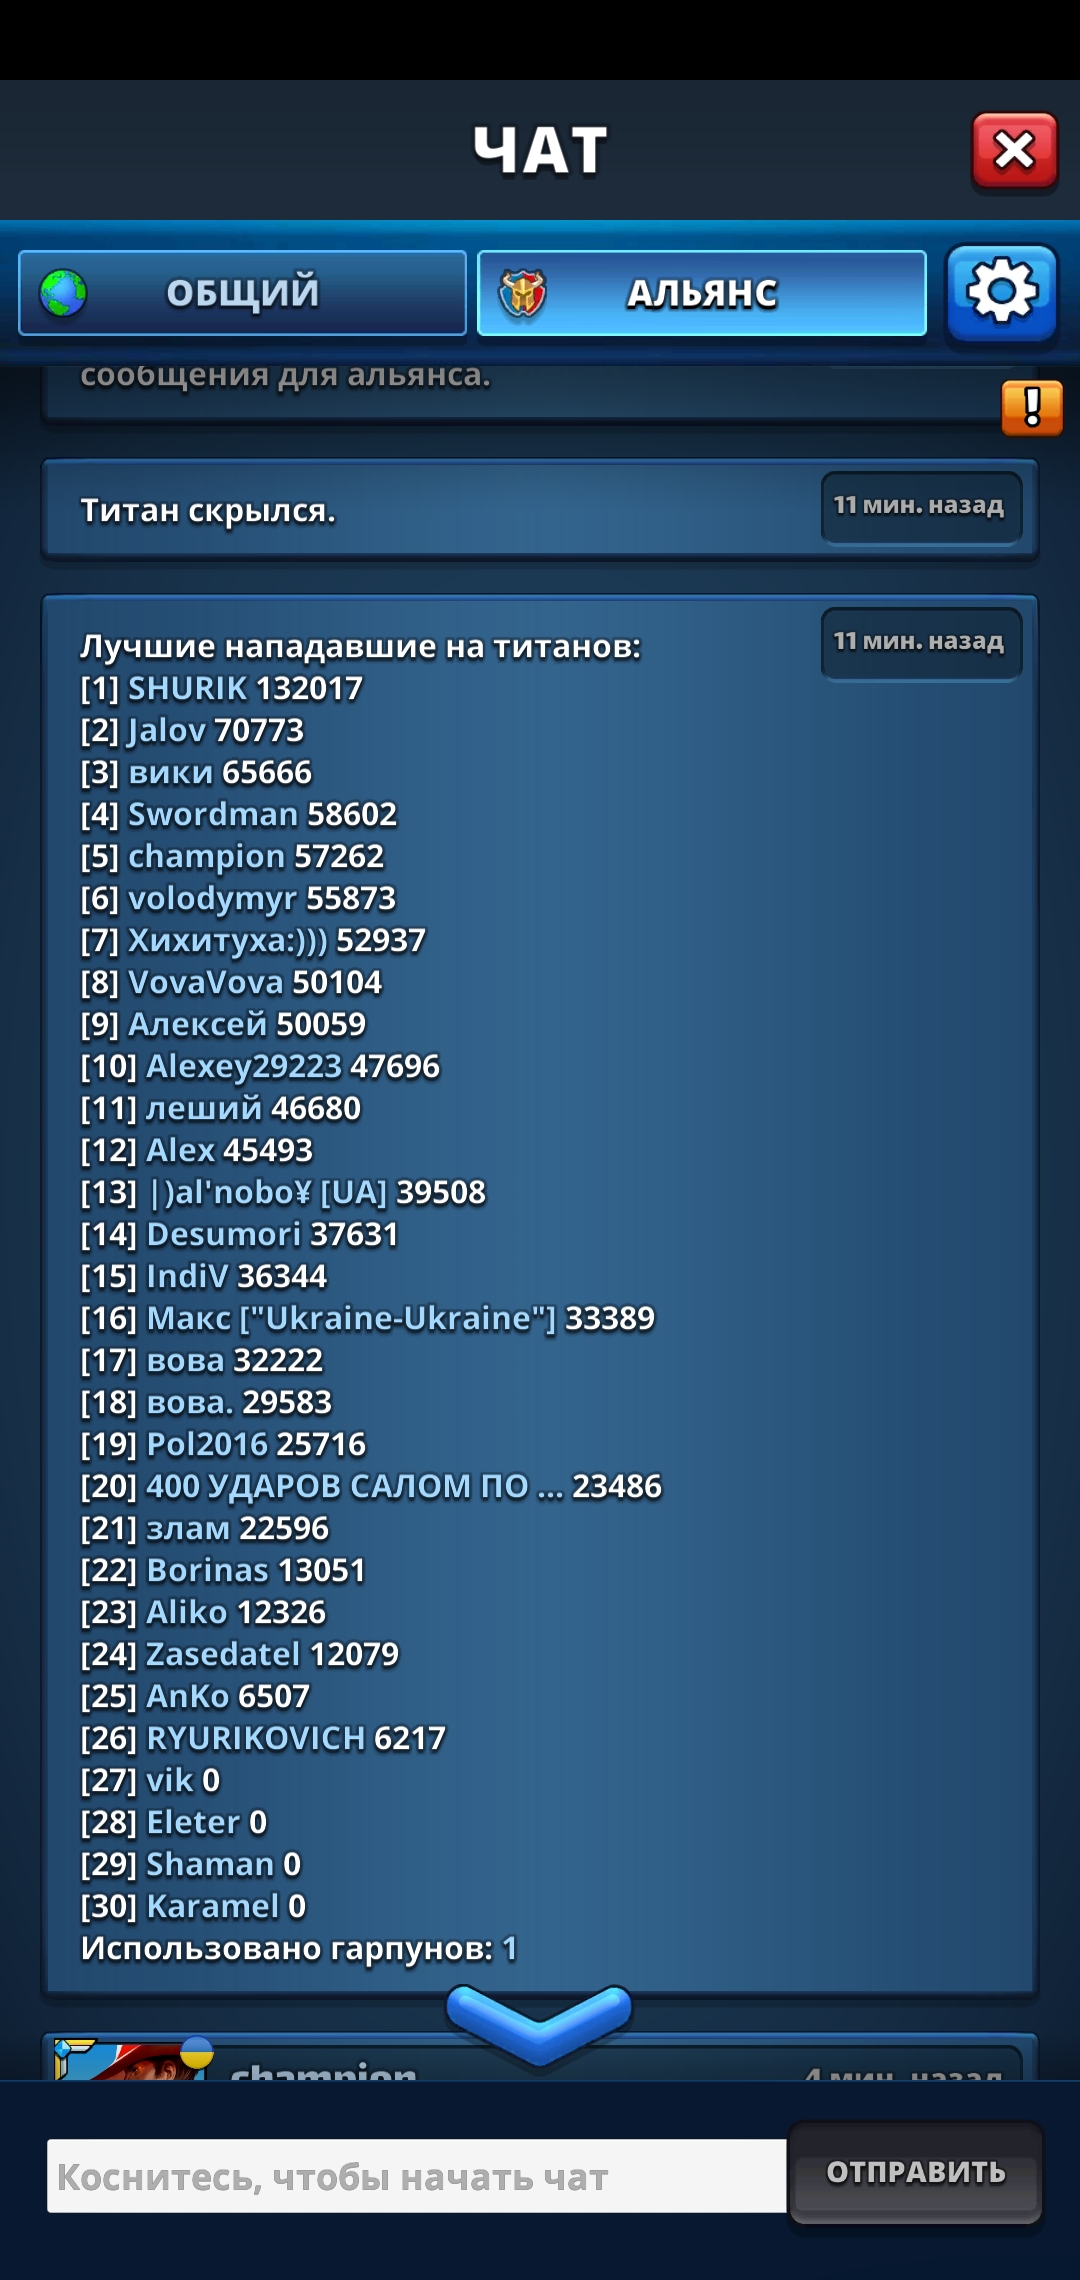 ЧАТ
ОБЩИЙ
АЛЬЯНС
сообщения для альянса.
!
Титан скрылся.
11 мин. назад
Лучшие нападавшие на титанов:
11 мин. назад
[1] SHURIK 132017
[2] Jalov 70773
[3] вики 65666
[4] Swordman 58602
[5] champion 57262
[6] volodymyr 55873
[7] Хихитуха:))) 52937
[8] VovaVova 50104
[9] Алексей 50059
[10] Alexey29223 47696
[11] леший 46680
[12] Alex 45493
[13] |)al'nobo¥ [UA] 39508
[14] Desumori 37631
[15] IndiV 36344
[16] Макс ["Ukraine-Ukraine"] 33389
[17] вова 32222
[18] вова. 29583
[19] Pol2016 25716
[20] 400 УДАРОВ САЛОМ ПО ... 23486
[21] злам 22596
[22] Borinas 13051
[23] Aliko 12326
[24] Zasedatel 12079
[25] AnKo 6507
[26] RYURIKOVICH 6217
[27] vik 0
[28] Eleter 0
[29] Shaman 0
[30] Karamel 0
Использовано гарпунов: 1
champion
4 мин. назад
Коснитесь, чтобы начать чат
ОТПРАВИТЬ